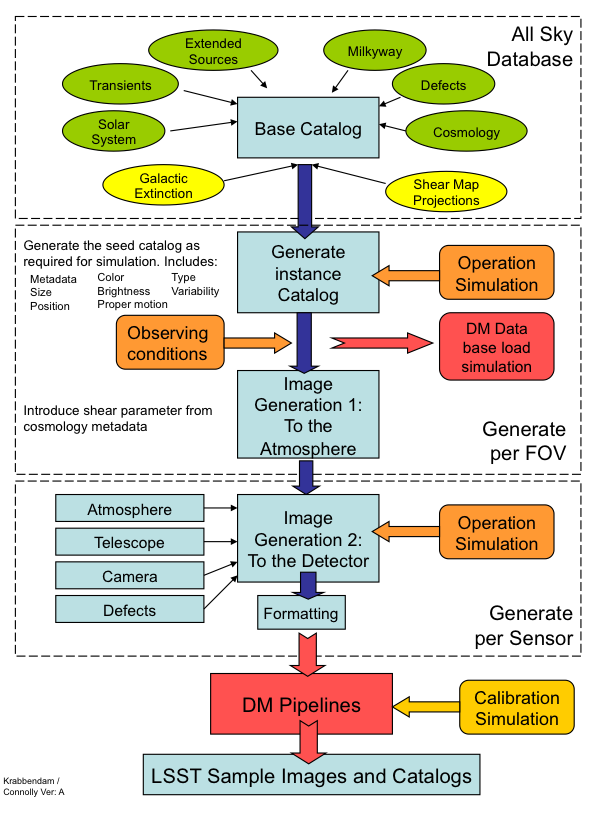 All Sky
Database
Extended
Sources
Milkyway
Transients
Defects
Solar
System
Base Catalog
Cosmology
Galactic
Extinction
Shear Map
Projections
Generate the seed catalog as
required for simulation. Includes:
Metadata
Size
Position
Color
Brightness
Proper motion
Type
Variability
Generate
instance
Catalog
Operation
Simulation
Observing
conditions
DM Data
base load
simulation
Introduce shear parameter from
cosmology metadata
Image
Generation 1:
To the
Atmosphere
Generate
per FOV
Atmosphere
Telescope
Camera
Defects
Image
Generation 2:
To the Detector
Operation
Simulation
Formatting
Generate
per Sensor
DM Pipelines
Calibration
Simulation
LSST Sample Images and Catalogs
Krabbendam /
Connolly Ver: A